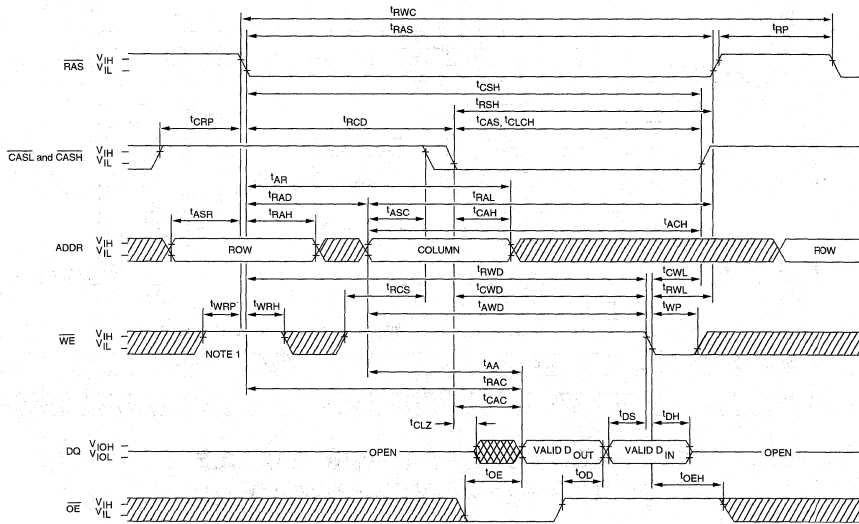 tRWC
tRAS tRP
RAS VIH
VIL
tCSH
tRSH
tCRP tRCD tCAS, tCLCH
CASL and CASH VIH
VIL
tAR
tRAD tRAL
tASR tRAH tASC tCAH
tACH
ADDR VIH
VIL
ROW COLUMN ROW
tRWD tCWL
tRCS tCWD tRWL
tWRP tWRH tAWD tWP
WE VIH
VIL
NOTE 1
tAA
tRAC
tCAC
tCLZ tDS tDH
DQ VIOH
VIOL
OPEN VALID DOUT VALID DIN OPEN
tOE tOD tOEH
OE VIH
VIL